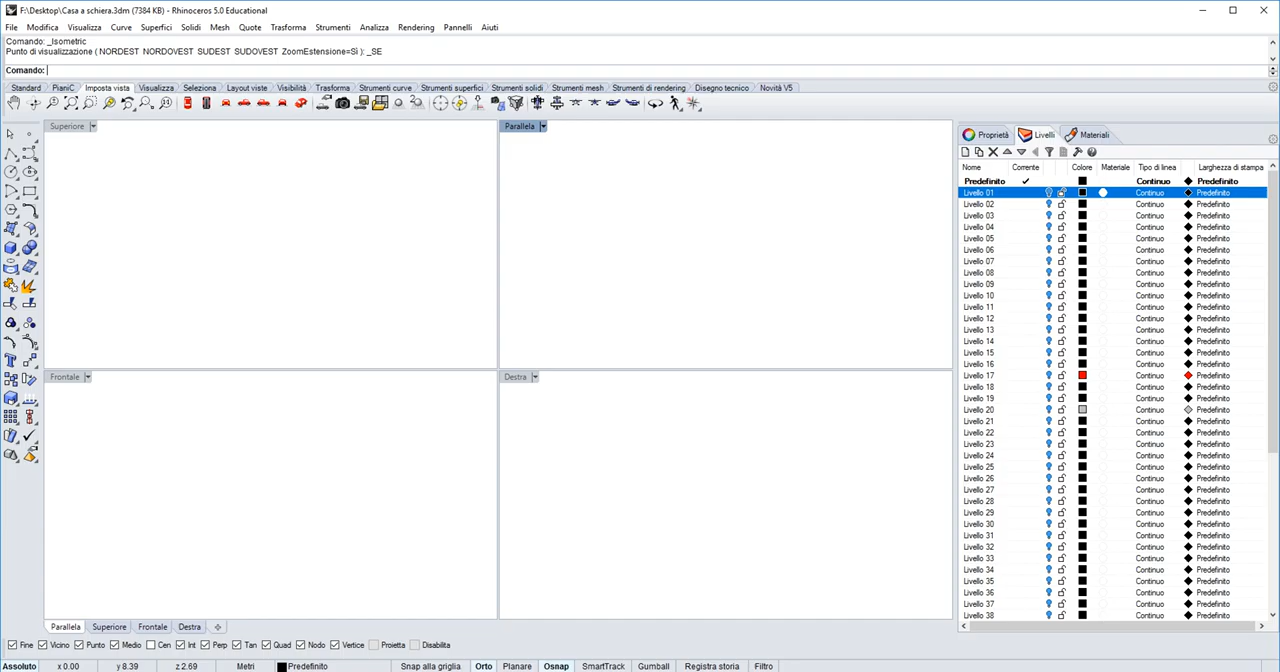 F:\Desktop\Casa a schiera.3dm (7384 KB) - Rhinoceros 5.0 Educational
File Modifica Visualizza Curve Superfici Solidi Mesh Quote Trasforma Strumenti Analizza Rendering Pannelli Aiuti
Comando: _Isometric
Punto di visualizzazione ( NORDEST NORDOVEST SUDEST SUDOVEST ZoomEstensione=Sì ): _SE
Comando:
Standard PianiC Imposta vista Visualizza Seleziona Layout viste Visibilità Trasforma Strumenti curve Strumenti superfici Strumenti solidi Strumenti mesh Strumenti di rendering Disegno tecnico Novità V5
Superiore
Parallela
Frontale
Destra
Proprietà Livelli Materiali
Nome Corrente Colore Materiale Tipo di linea Larghezza di stampa
Predefinito Continuo Predefinito
Livello 01 Continuo Predefinito
Livello 02 Continuo Predefinito
Livello 03 Continuo Predefinito
Livello 04 Continuo Predefinito
Livello 05 Continuo Predefinito
Livello 06 Continuo Predefinito
Livello 07 Continuo Predefinito
Livello 08 Continuo Predefinito
Livello 09 Continuo Predefinito
Livello 10 Continuo Predefinito
Livello 11 Continuo Predefinito
Livello 12 Continuo Predefinito
Livello 13 Continuo Predefinito
Livello 14 Continuo Predefinito
Livello 15 Continuo Predefinito
Livello 16 Continuo Predefinito
Livello 17 Continuo Predefinito
Livello 18 Continuo Predefinito
Livello 19 Continuo Predefinito
Livello 20 Continuo Predefinito
Livello 21 Continuo Predefinito
Livello 22 Continuo Predefinito
Livello 23 Continuo Predefinito
Livello 24 Continuo Predefinito
Livello 25 Continuo Predefinito
Livello 26 Continuo Predefinito
Livello 27 Continuo Predefinito
Livello 28 Continuo Predefinito
Livello 29 Continuo Predefinito
Livello 30 Continuo Predefinito
Livello 31 Continuo Predefinito
Livello 32 Continuo Predefinito
Livello 33 Continuo Predefinito
Livello 34 Continuo Predefinito
Livello 35 Continuo Predefinito
Livello 36 Continuo Predefinito
Livello 37 Continuo Predefinito
Livello 38 Continuo Predefinito
Parallela Superiore Frontale Destra
Fine Vicino Punto Medio Cen Int Perp Tan Quad Nodo Vertice Proietta Disabilita
Assoluto x 0.00 y 8.39 z 2.69 Metri Predefinito Snap alla griglia Orto Planare Osnap SmartTrack Gumball Registra storia Filtro